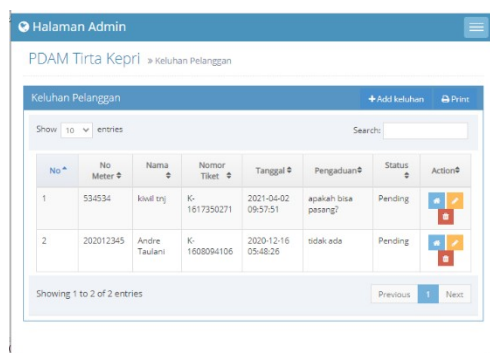 Halaman Admin
PDAM Tirta Kepri » Keluhan Pelanggan
Keluhan Pelanggan
+Add keluhan Print
Show 10 entries
Search:
No No Meter Nama Nomor Tiket Tanggal Pengaduan Status Action
1 534534 kiwil tnj K-1617350271 2021-04-02 09:57:51 apakah bisa pasang? Pending
2 202012345 Andre Taulani K-1608094106 2020-12-16 05:48:26 tidak ada Pending
Showing 1 to 2 of 2 entries
Previous 1 Next